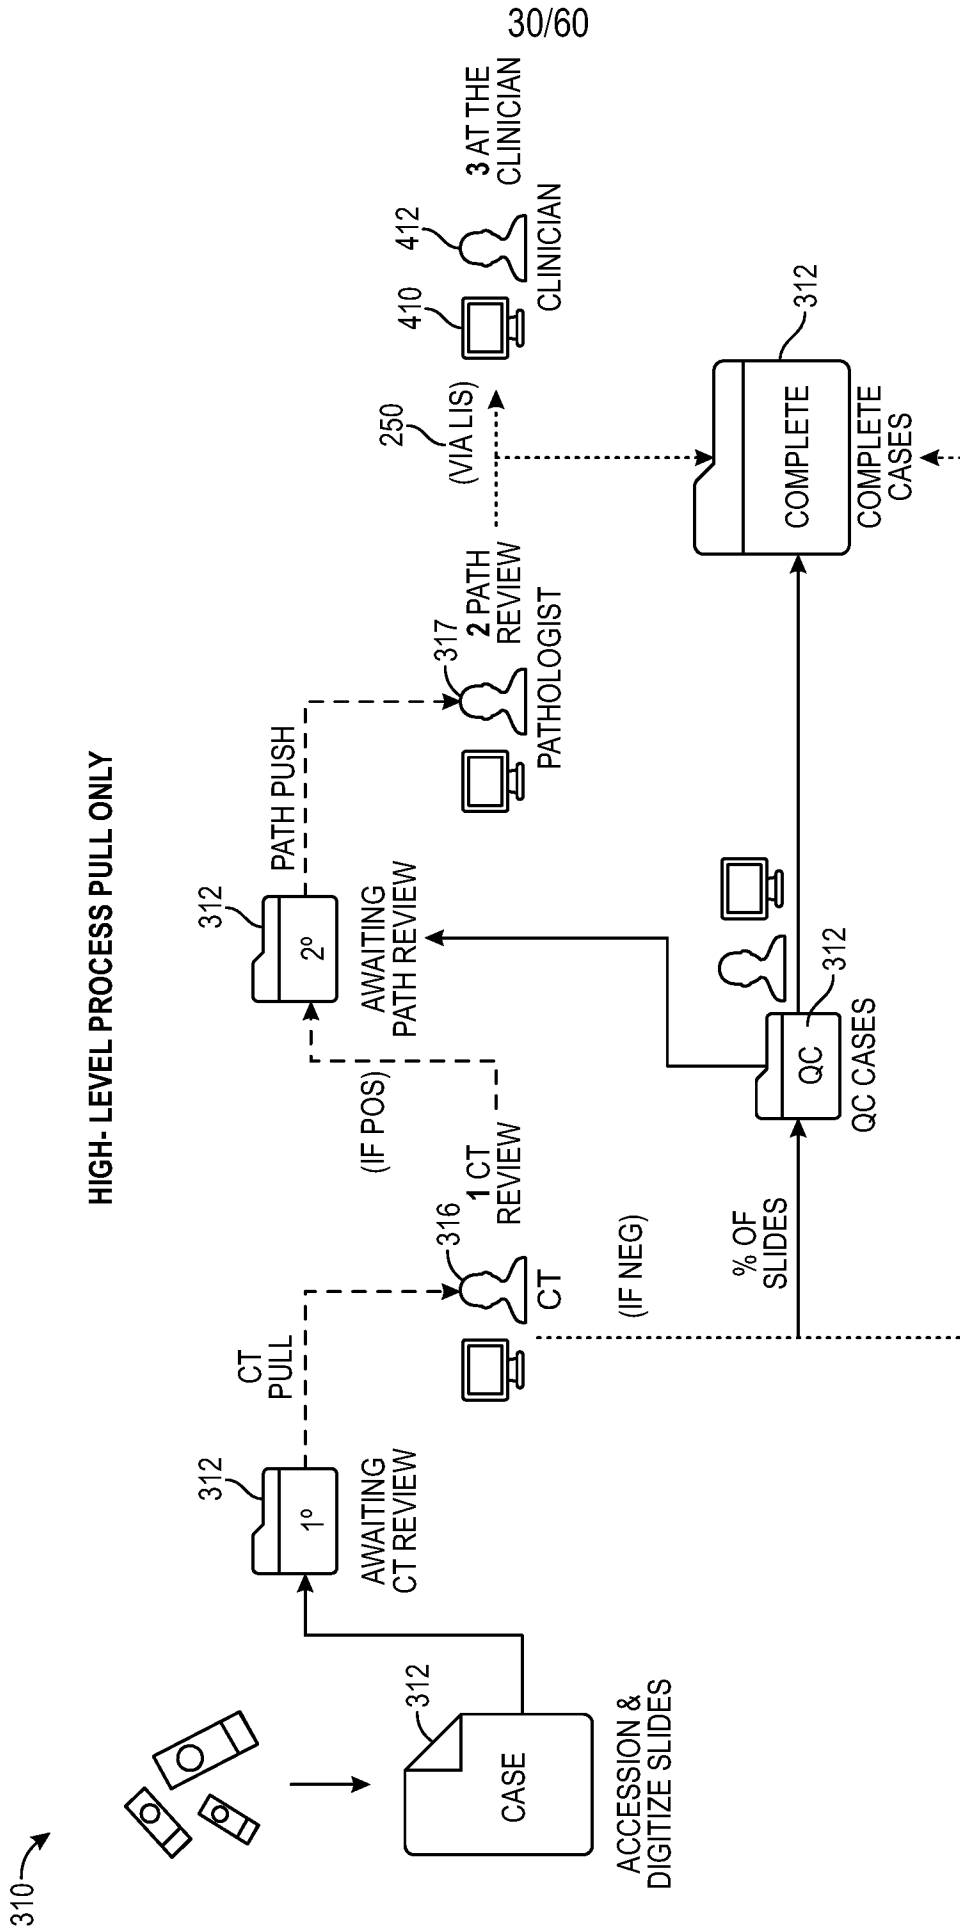 30/60
HIGH- LEVEL PROCESS PULL ONLY
310
312
CASE
ACCESSION &
DIGITIZE SLIDES
312
1º
AWAITING
CT REVIEW
CT
PULL
316
CT
1 CT
REVIEW
(IF POS)
(IF NEG)
312
2º
AWAITING
PATH REVIEW
PATH PUSH
317
PATHOLOGIST
2 PATH
REVIEW
250
(VIA LIS)
410
412
CLINICIAN
3 AT THE
CLINICIAN
% OF
SLIDES
QC
312
QC CASES
312
COMPLETE
COMPLETE
CASES